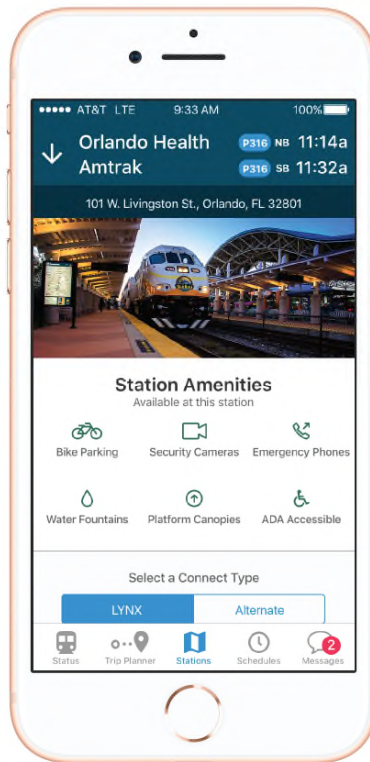 AT&T LTE 9:33 AM 100%
Orlando Health P316 NB 11:14a
Amtrak P316 SB 11:32a
101 W. Livingston St., Orlando, FL 32801
Station Amenities
Available at this station
Bike Parking Security Cameras Emergency Phones
Water Fountains Platform Canopies ADA Accessible
Select a Connect Type
LYNX Alternate
2
Status Trip Planner Stations Schedules Messages